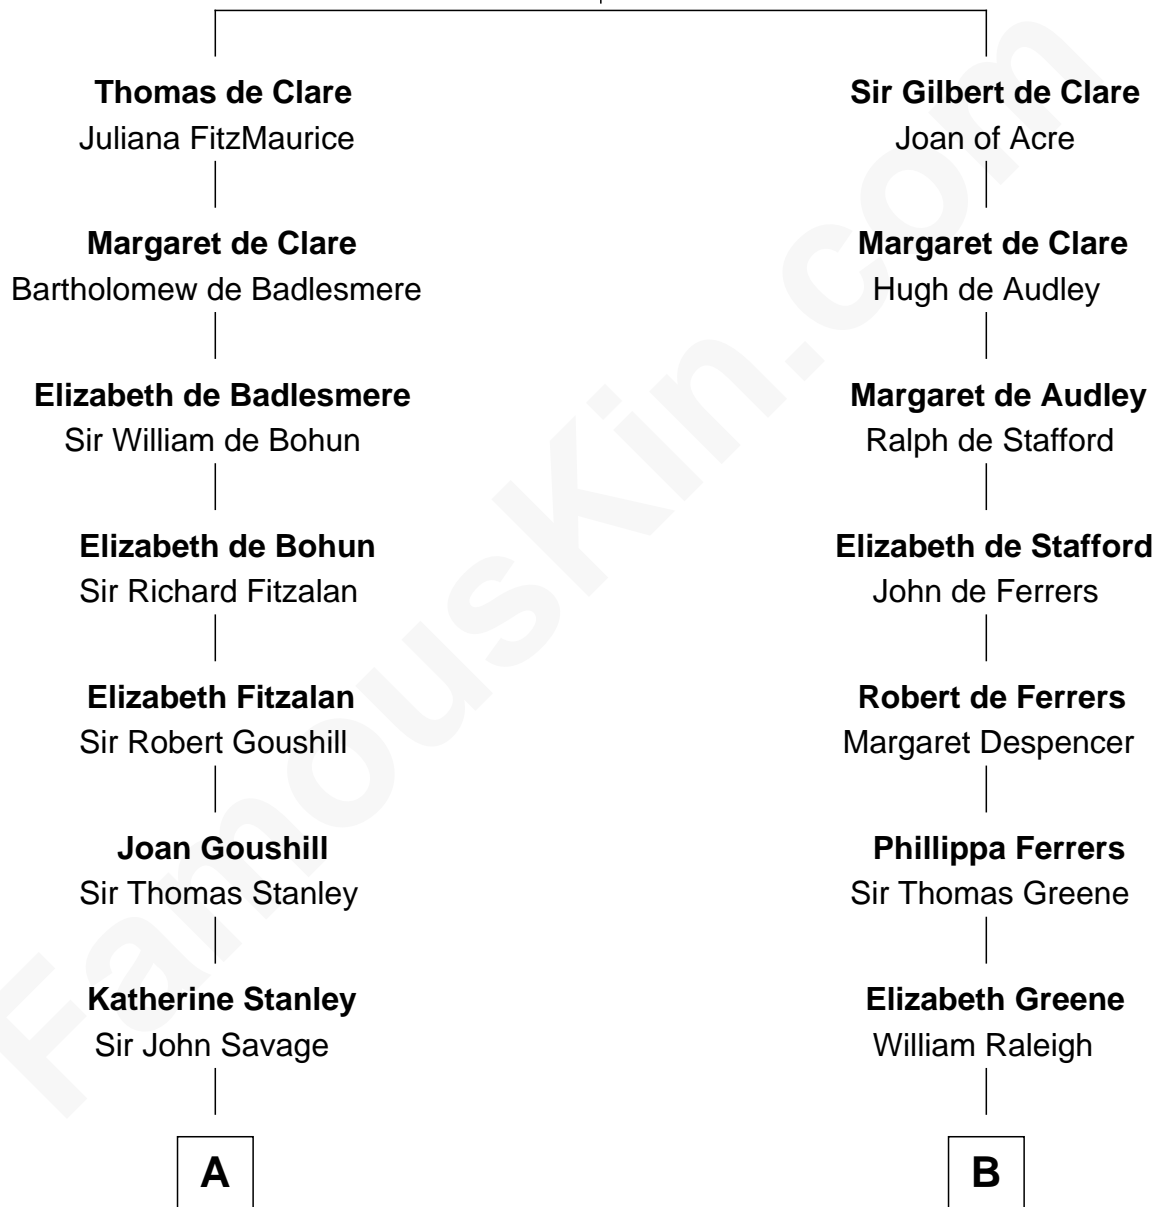 Thomas de Clare
Juliana FitzMaurice
Margaret de Clare
Bartholomew de Badlesmere
Elizabeth de Badlesmere
Sir William de Bohun
Elizabeth de Bohun
Sir Richard Fitzalan
Elizabeth Fitzalan
Sir Robert Goushill
Joan Goushill
Sir Thomas Stanley
Katherine Stanley
Sir John Savage
A
Sir Gilbert de Clare
Joan of Acre
Margaret de Clare
Hugh de Audley
Margaret de Audley
Ralph de Stafford
Elizabeth de Stafford
John de Ferrers
Robert de Ferrers
Margaret Despencer
Phillippa Ferrers
Sir Thomas Greene
Elizabeth Greene
William Raleigh
B
FamousKin.com